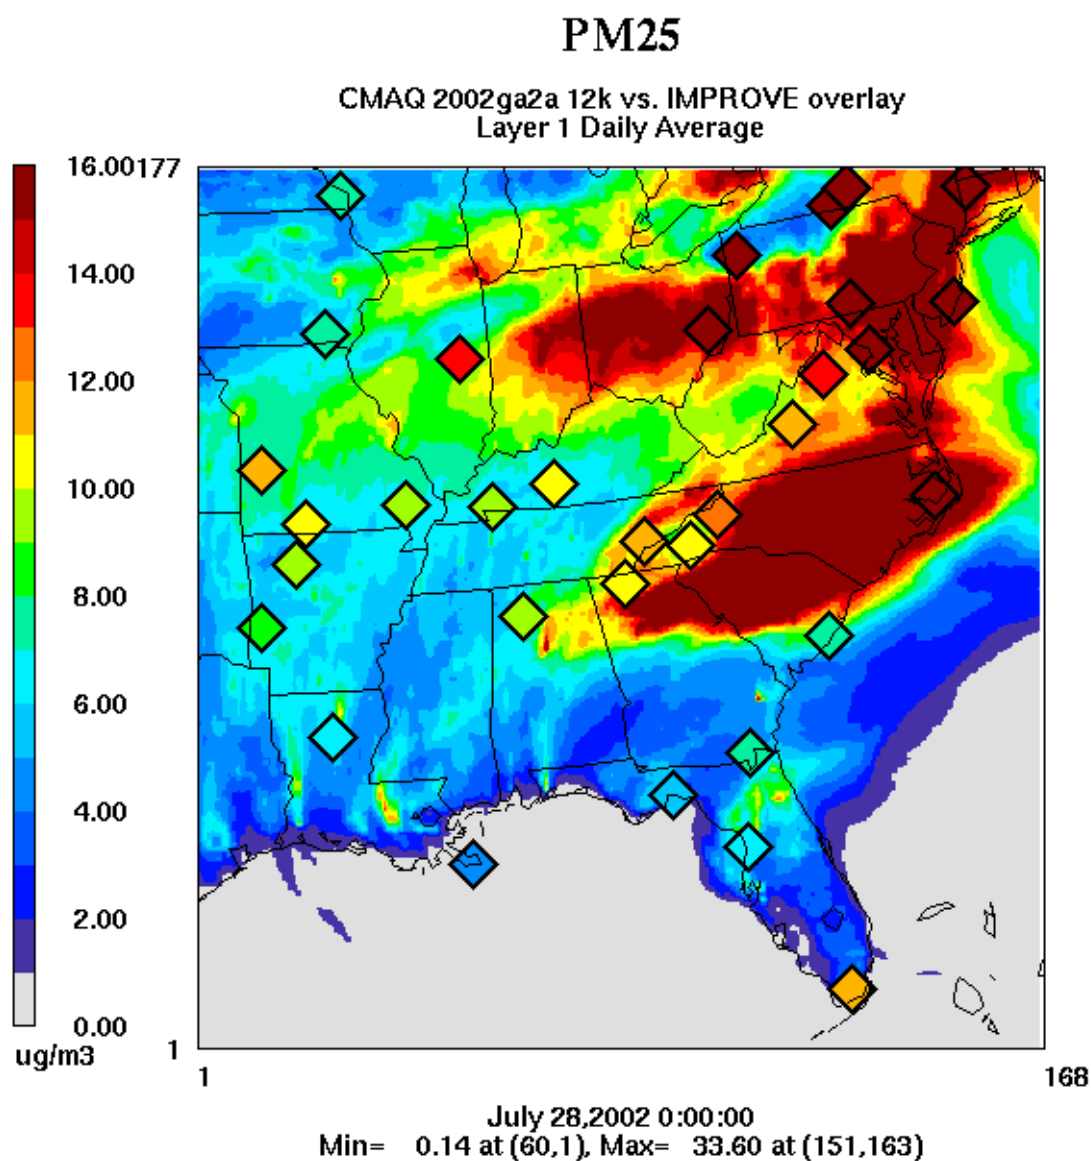 PM25
CMAQ 2002ga2a 12k vs. IMPROVE overlay
Layer 1 Daily Average
16.00
177
14.00
12.00
10.00
8.00
6.00
4.00
2.00
0.00
ug/m3
1
1
168
July 28,2002 0:00:00
Min= 0.14 at (60,1), Max= 33.60 at (151,163)